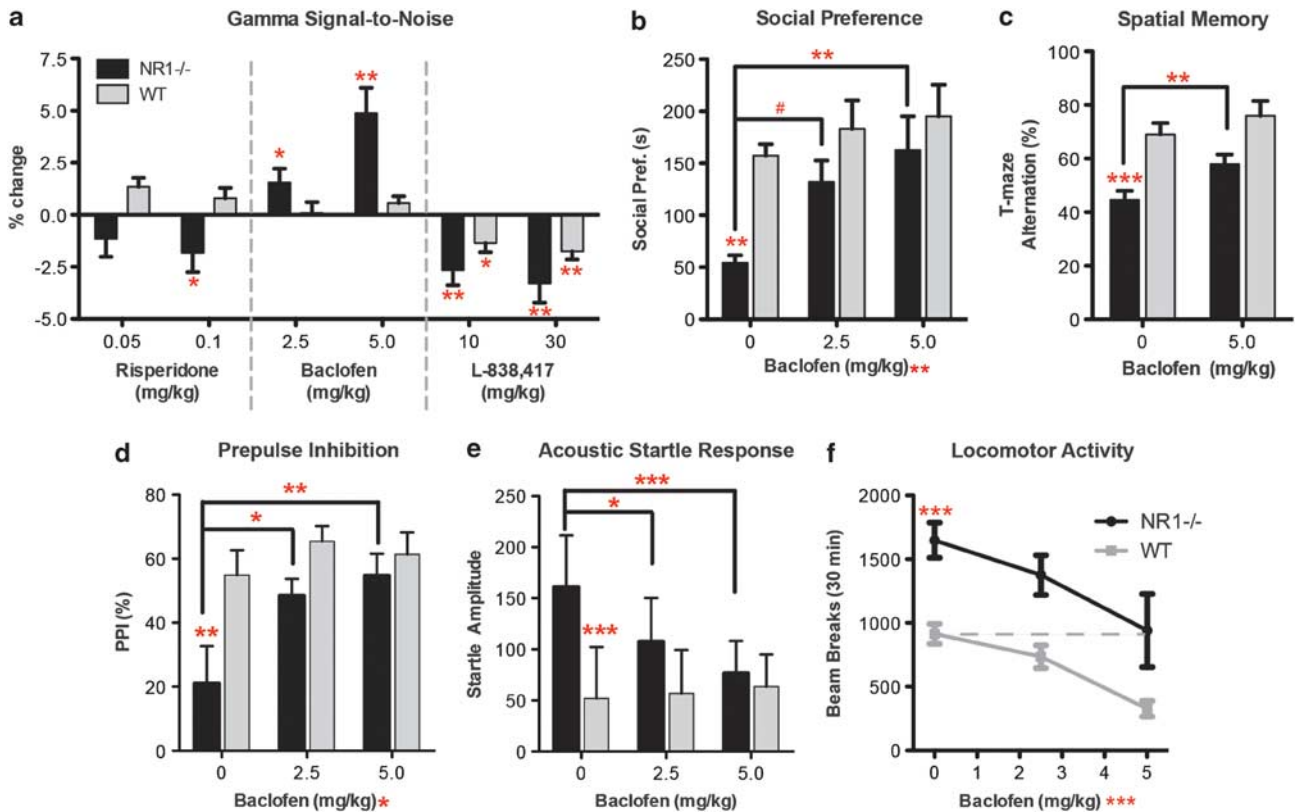 a
Gamma Signal-to-Noise
% change
7.5
5.0
2.5
0.0
-2.5
-5.0
NR1-/-
WT
*
*
**
**
*
**
**
0.05
0.1
2.5
5.0
10
30
Risperidone
(mg/kg)
Baclofen
(mg/kg)
L-838,417
(mg/kg)
b
Social Preference
Social Pref. (s)
250
200
150
100
50
0
**
#
**
0
2.5
5.0
Baclofen (mg/kg)**
c
Spatial Memory
T-maze
Alternation (%)
100
80
60
40
20
0
**
***
0
5.0
Baclofen (mg/kg)
d
Prepulse Inhibition
PPI (%)
80
60
40
20
0
**
*
**
0
2.5
5.0
Baclofen (mg/kg)*
e
Acoustic Startle Response
Startle Amplitude
250
200
150
100
50
0
***
*
***
0
2.5
5.0
Baclofen (mg/kg)
f
Locomotor Activity
Beam Breaks (30 min)
2000
1500
1000
500
0
***
NR1-/-
WT
0 1 2 3 4 5
Baclofen (mg/kg) ***